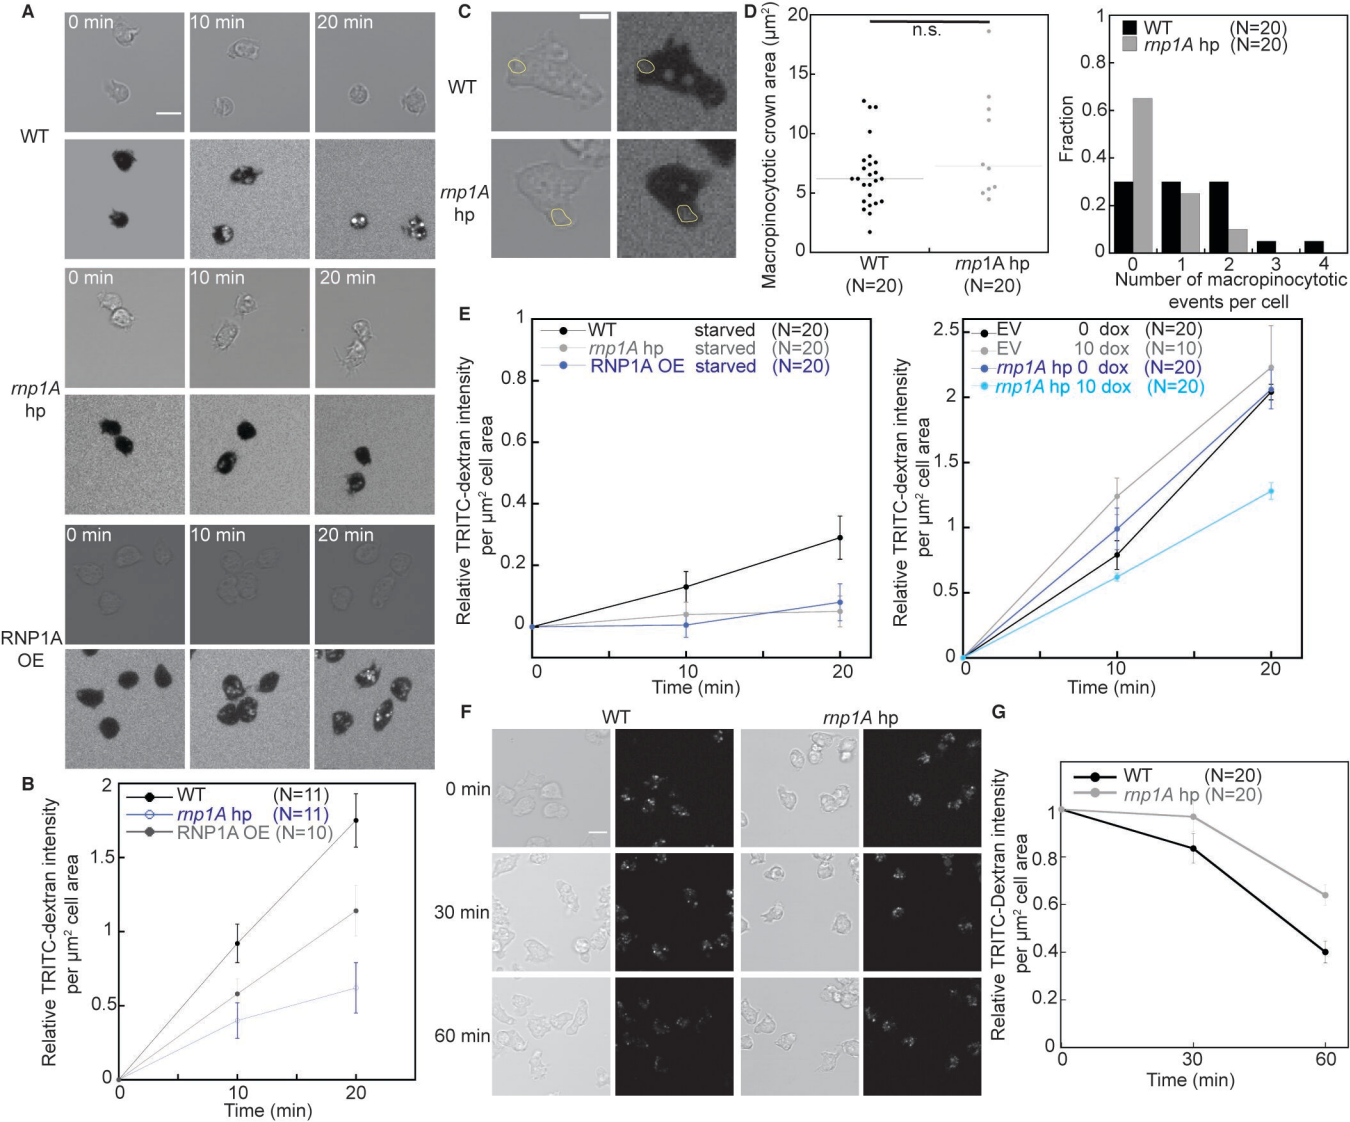 A
0 min
10 min
20 min
WT
0 min
10 min
20 min
rnp1A
hp
0 min
10 min
20 min
RNP1A
OE
B
Relative TRITC-dextran intensity
per µm² cell area
2
1.5
1
0.5
0
WT (N=11)
rnp1A hp (N=11)
RNP1A OE (N=10)
0
10
20
Time (min)
C
WT
rnp1A
hp
D
Macropinocytotic crown area (µm²)
20
15
10
5
0
n.s.
WT
(N=20)
rnp1A hp
(N=20)
Fraction
1
0.8
0.6
0.4
0.2
0
WT (N=20)
rnp1A hp (N=20)
0
1
2
3
4
Number of macropinocytotic
events per cell
E
Relative TRITC-dextran intensity
per µm² cell area
1
0.8
0.6
0.4
0.2
0
WT starved (N=20)
rnp1A hp starved (N=20)
RNP1A OE starved (N=20)
0
10
20
Time (min)
Relative TRITC-dextran intensity
per µm² cell area
2.5
2
1.5
1
0.5
0
EV 0 dox (N=20)
EV 10 dox (N=10)
rnp1A hp 0 dox (N=20)
rnp1A hp 10 dox (N=20)
0
10
20
Time (min)
F
WT
rnp1A hp
0 min
30 min
60 min
G
Relative TRITC-Dextran intensity
per µm² cell area
1
0.8
0.6
0.4
0.2
0
WT (N=20)
rnp1A hp (N=20)
0
30
60
Time (min)